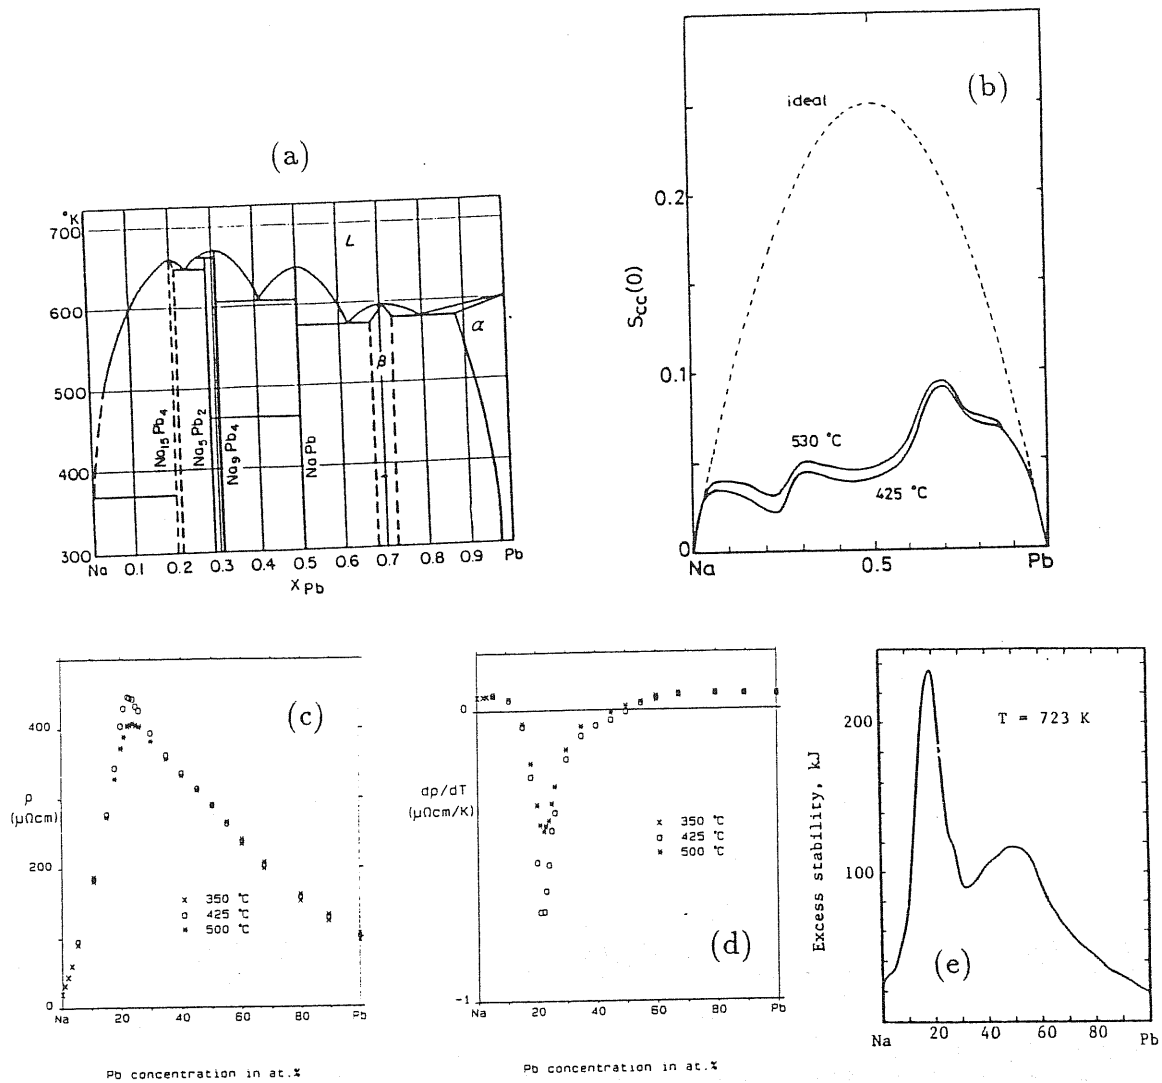 (a)
°K
700
600
500
400
300
L
α
β
Na₁₅Pb₄
Na₅Pb₂
Na₉Pb₄
NaPb
Na 0.1 0.2 0.3 0.4 0.5 0.6 0.7 0.8 0.9 Pb
XPb
(b)
ideal
Scc(0)
0.2
0.1
0
530 °C
425 °C
Na 0.5 Pb
(c)
400
ρ
(μΩcm)
200
0
× 350 °C
□ 425 °C
* 500 °C
Na 20 40 60 80 Pb
Pb concentration in at.%
(d)
0
dρ/dT
(μΩcm/K)
-1
× 350 °C
□ 425 °C
* 500 °C
Na 20 40 60 80 Pb
Pb concentration in at.%
(e)
T = 723 K
Excess stability, kJ
200
100
Na 20 40 60 80 Pb